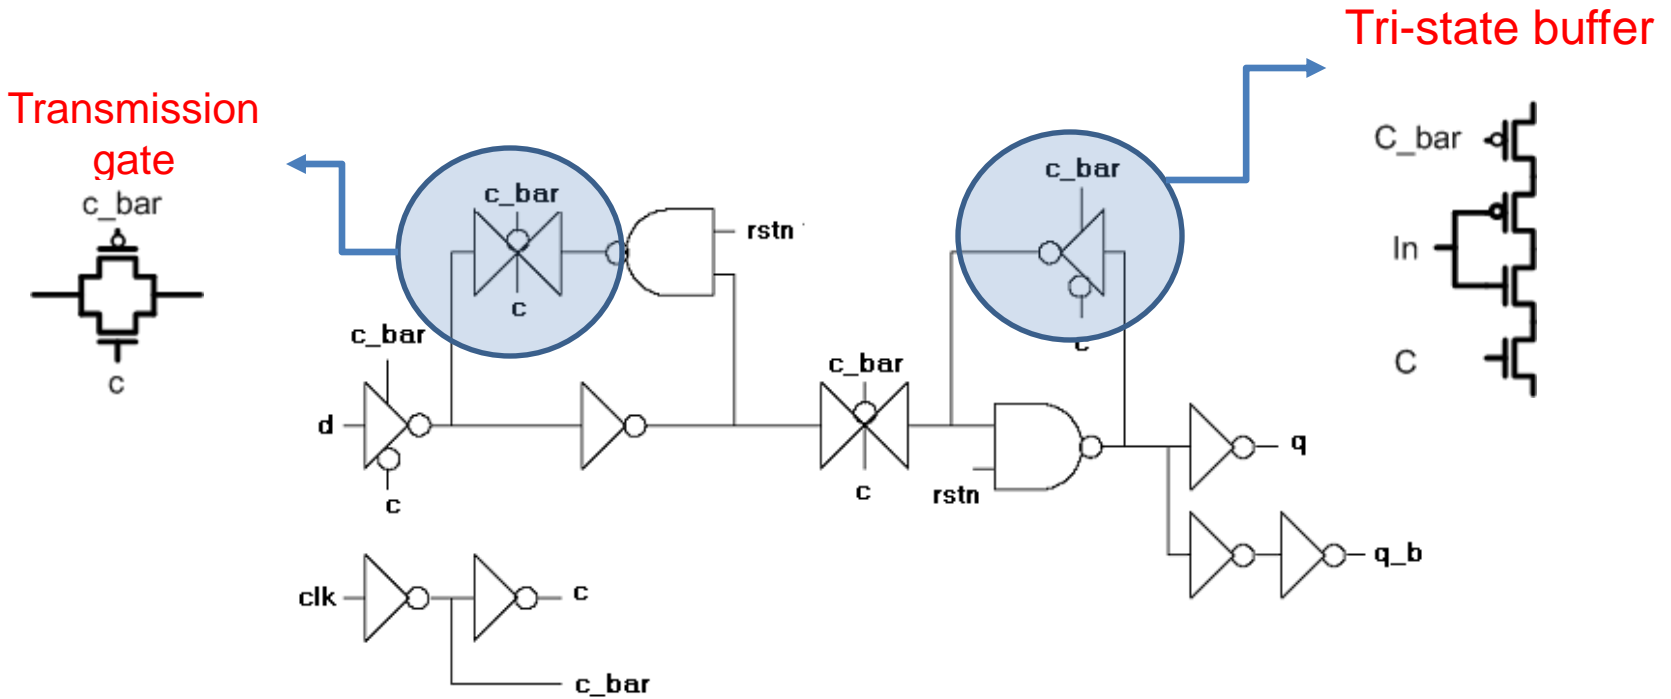 Tri-state buffer
Transmission
gate
c_bar
c
c_bar
c
rstn
c_bar
c
C_bar
In
C
c_bar
d
c
c_bar
c
rstn
q
q_b
clk
c
c_bar